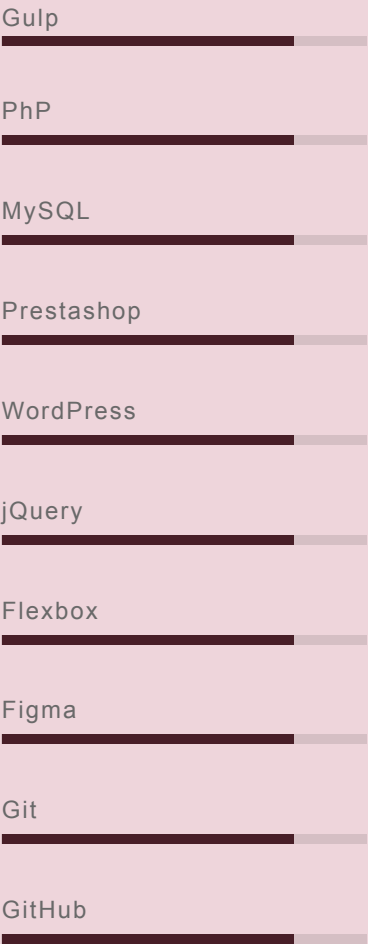 Gulp
PhP
MySQL
Prestashop
WordPress
jQuery
Flexbox
Figma
Git
GitHub